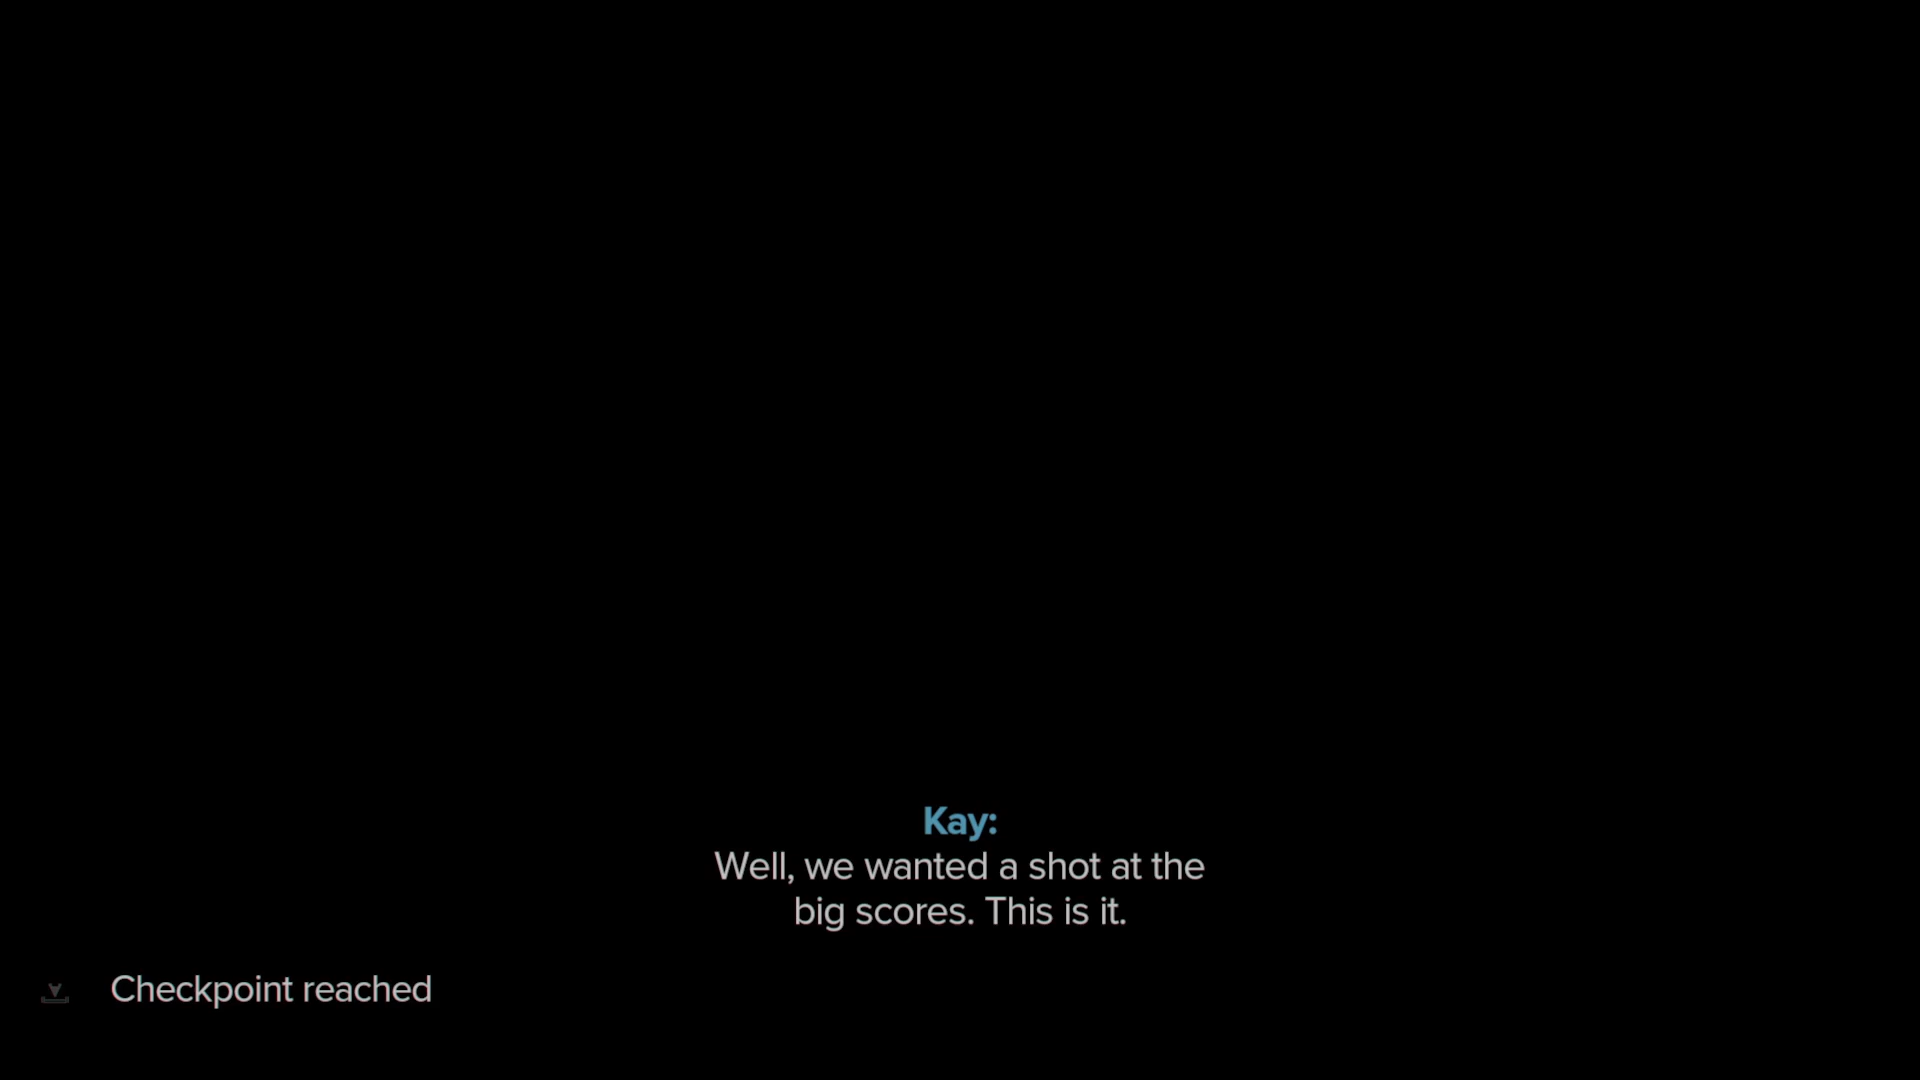 Kay:
Well, we wanted a shot at the
big scores. This is it.
Checkpoint reached